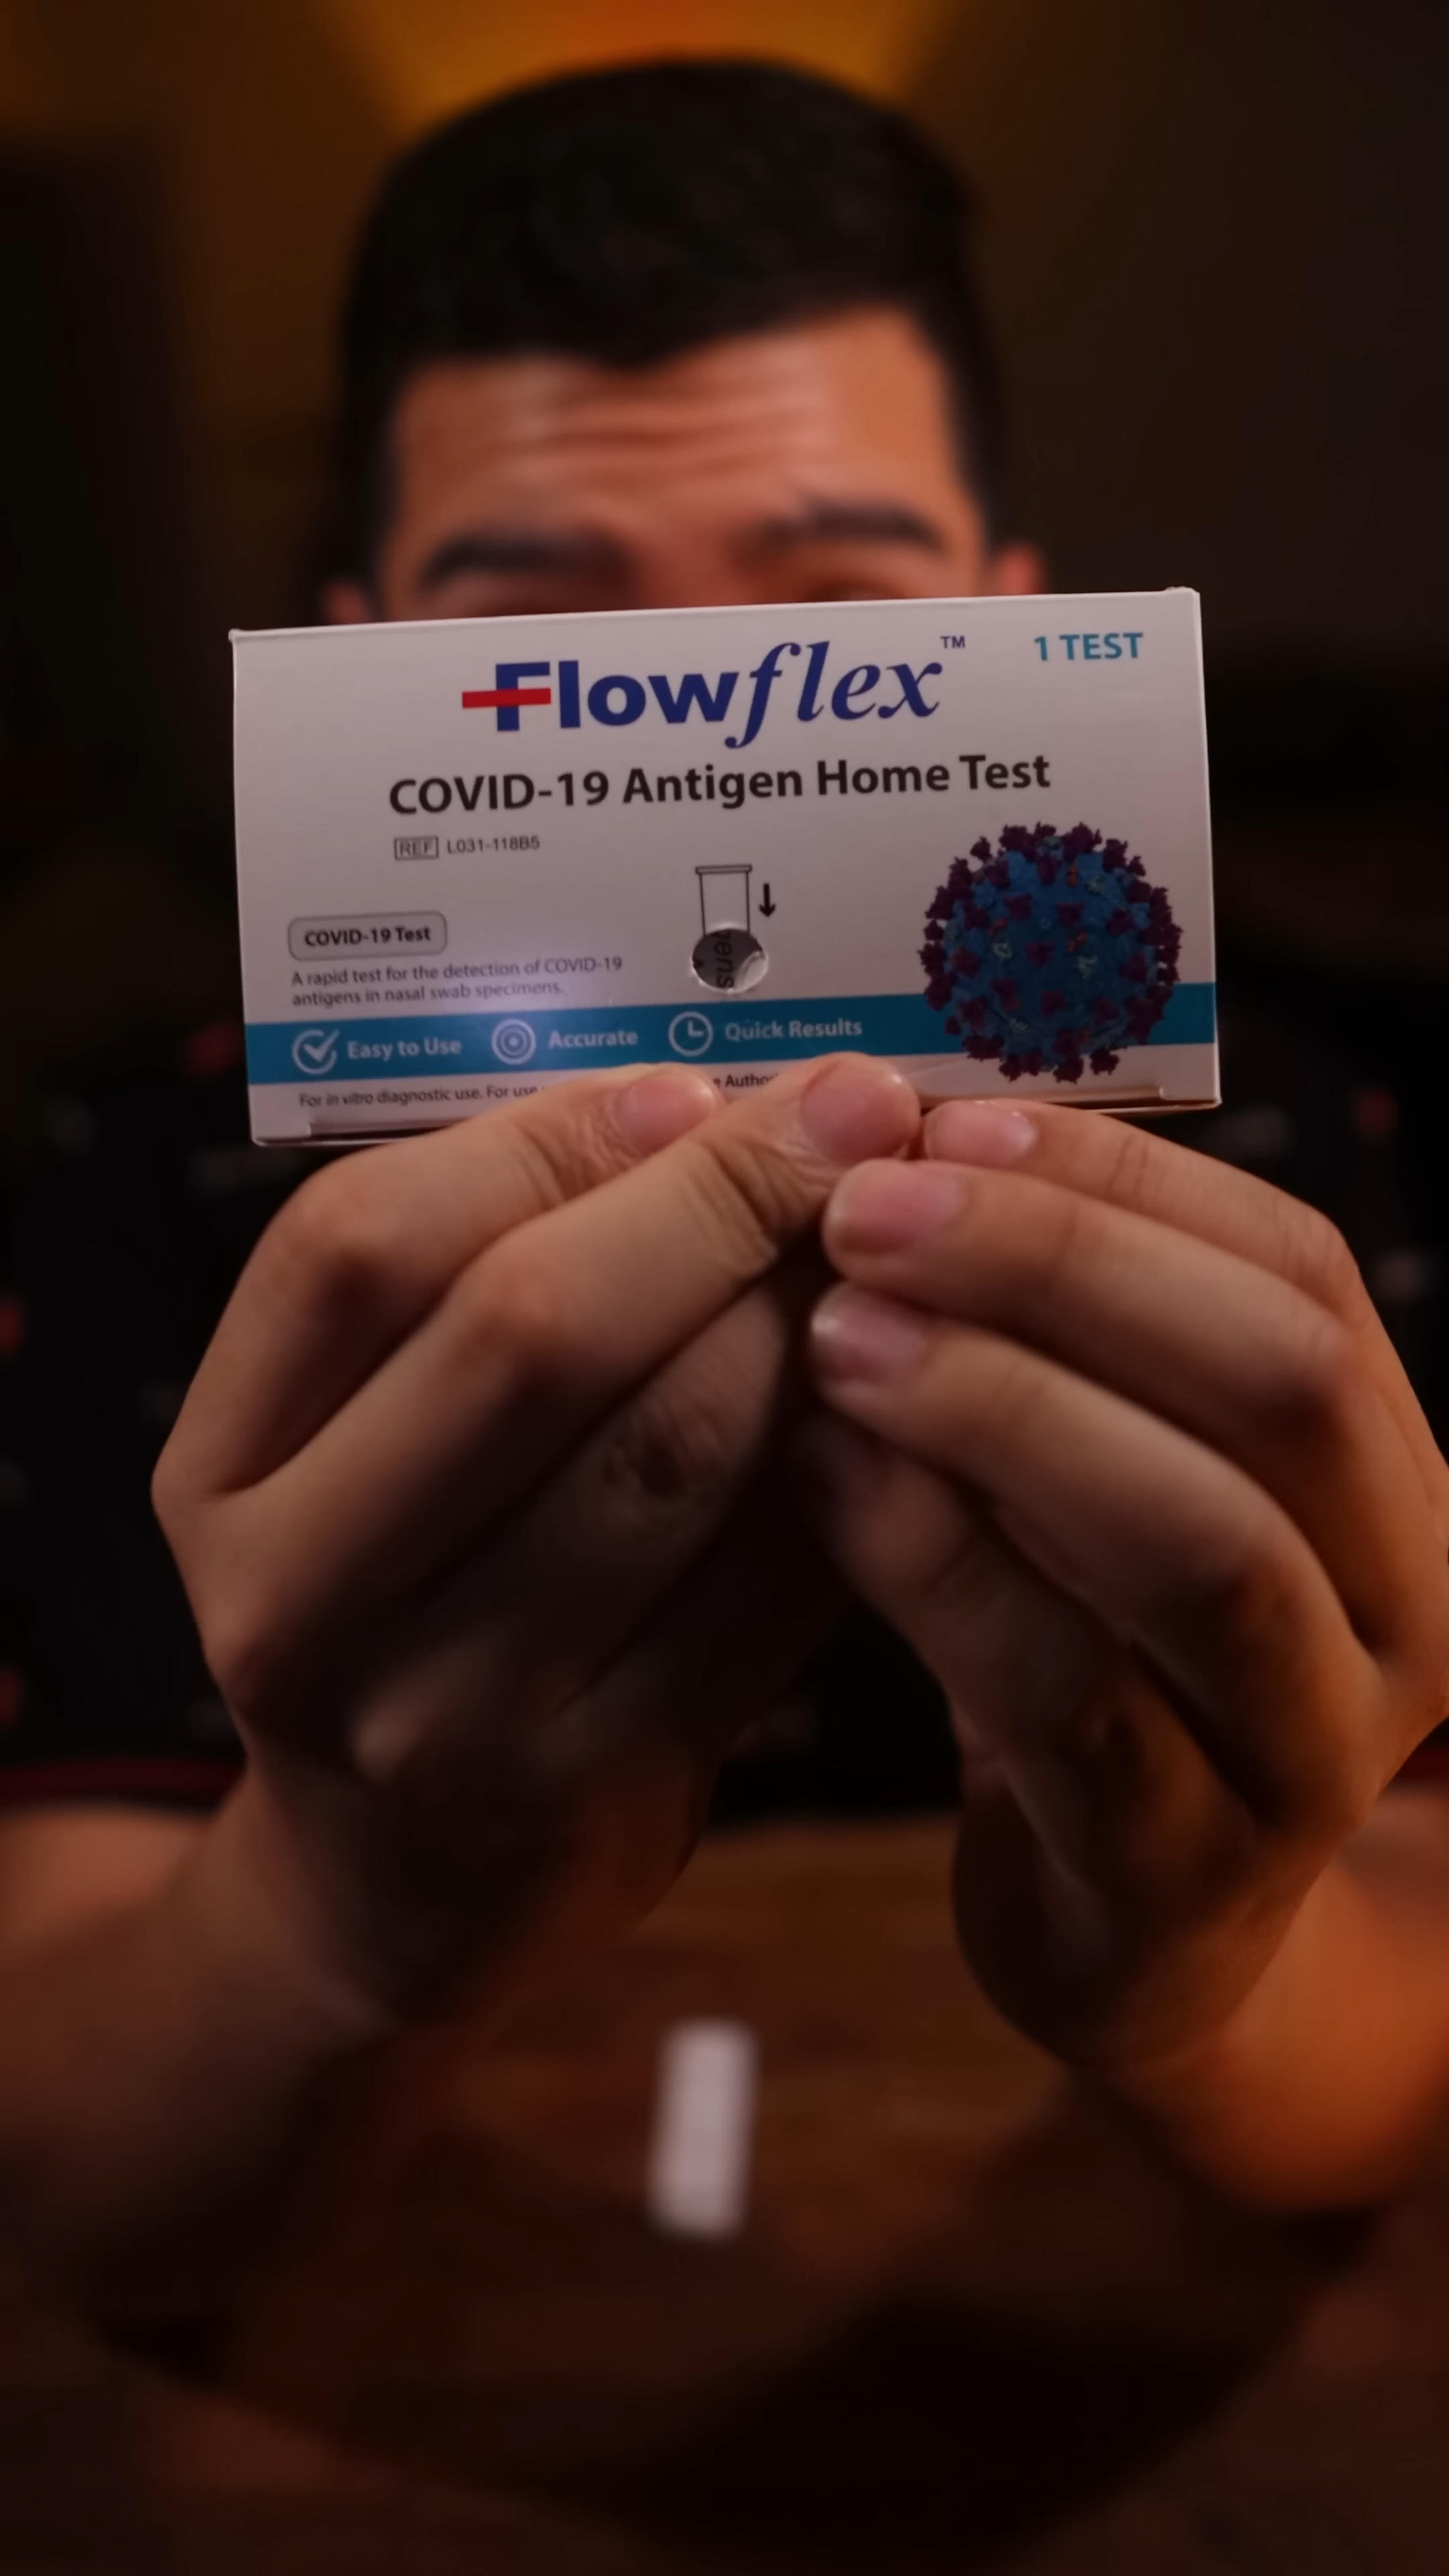 Flowflex™
1 TEST
COVID-19 Antigen Home Test
REF L031-118B5
COVID-19 Test
A rapid test for the detection of COVID-19
antigens in nasal swab specimens.
Easy to Use Accurate Quick Results
For in vitro diagnostic use. For use